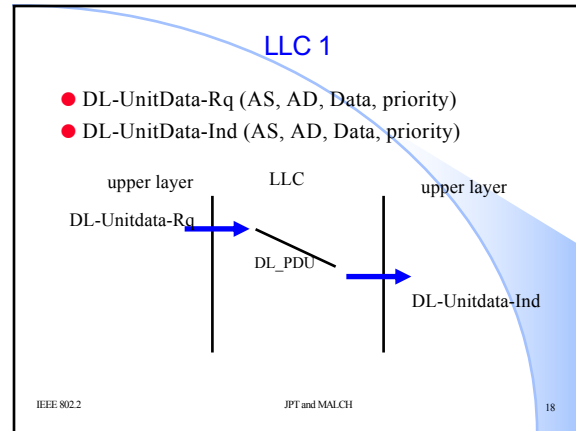 LLC 1
DL-UnitData-Rq (AS, AD, Data, priority)
DL-UnitData-Ind (AS, AD, Data, priority)
upper layer
LLC
upper layer
DL-Unitdata-Rq
DL_PDU
DL-Unitdata-Ind
IEEE 802.2
JPT and MALCH
18